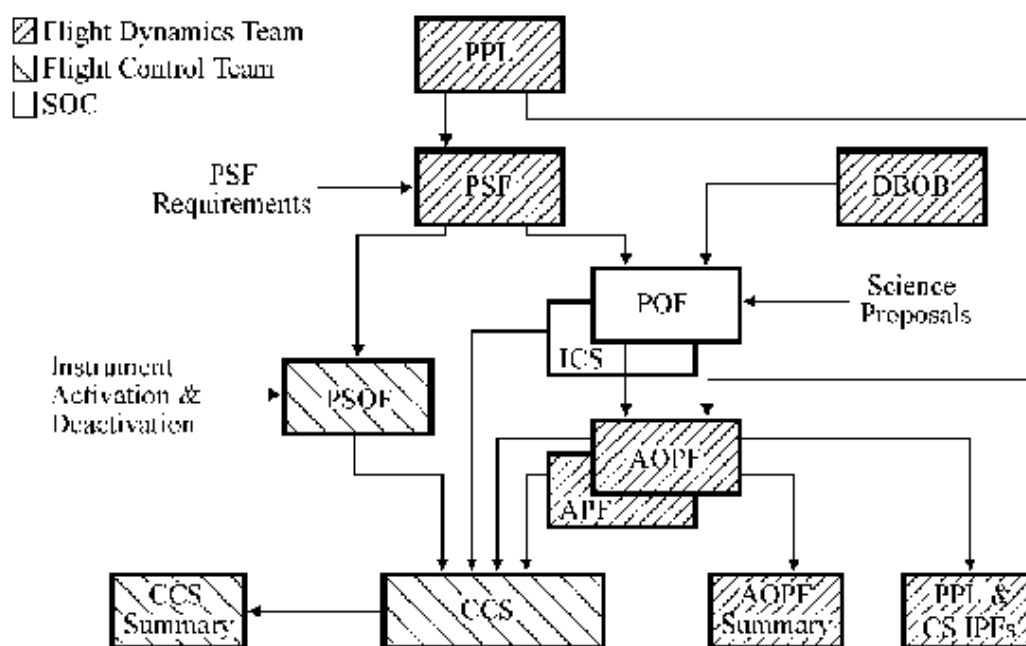 Flight Dynamics Team
Flight Control Team
SOC
PPL
PSF
Requirements
PSF
DBOB
POF
ICS
Science
Proposals
Instrument
Activation &
Deactivation
PSOF
AOPF
APF
CCS
Summary
CCS
AOPF
Summary
PPL &
CS IPFs